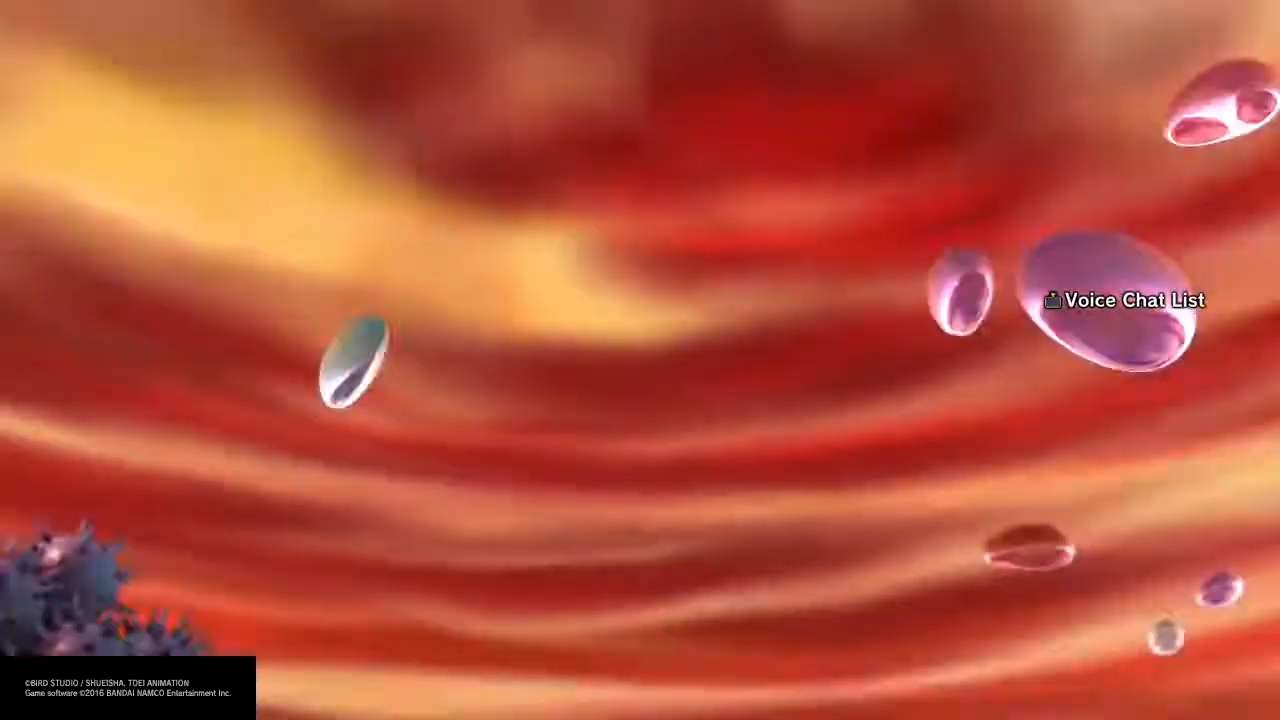 Voice Chat List
©BIRD STUDIO / SHUEISHA, TOEI ANIMATION
Game software ©2016 BANDAI NAMCO Entertainment Inc.